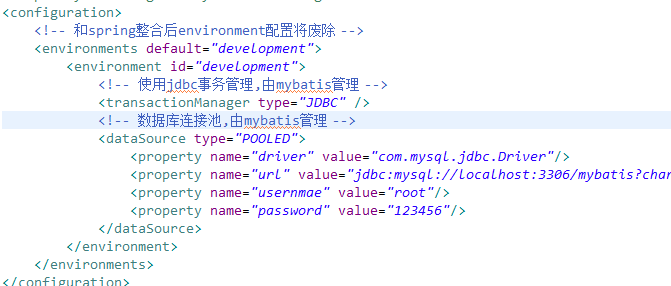 <configuration>
<!-- 和spring整合后environment配置将废除 -->
<environments default="development">
<environment id="development">
<!-- 使用jdbc事务管理,由mybatis管理 -->
<transactionManager type="JDBC" />
<!-- 数据库连接池,由mybatis管理 -->
<dataSource type="POOLED">
<property name="driver" value="com.mysql.jdbc.Driver"/>
<property name="url" value="jdbc:mysql://localhost:3306/mybatis?char
<property name="usernmae" value="root"/>
<property name="password" value="123456"/>
</dataSource>
</environment>
</environments>
</configuration>